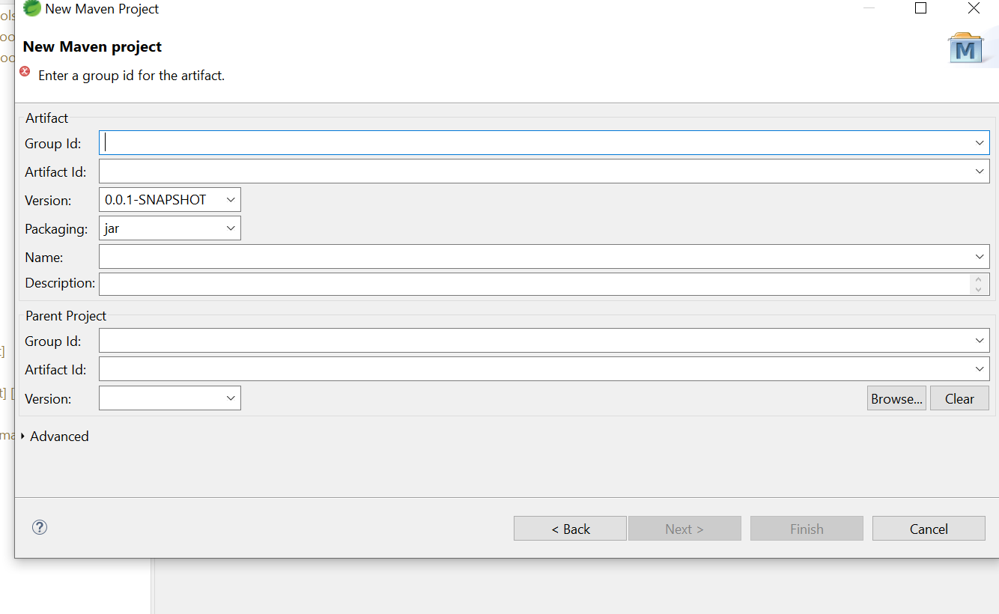 New Maven Project
New Maven project
M
Enter a group id for the artifact.
Artifact
Group Id:
Artifact Id:
Version: 0.0.1-SNAPSHOT
Packaging: jar
Name:
Description:
Parent Project
Group Id:
Artifact Id:
Version: Browse... Clear
Advanced
? < Back Next > Finish Cancel